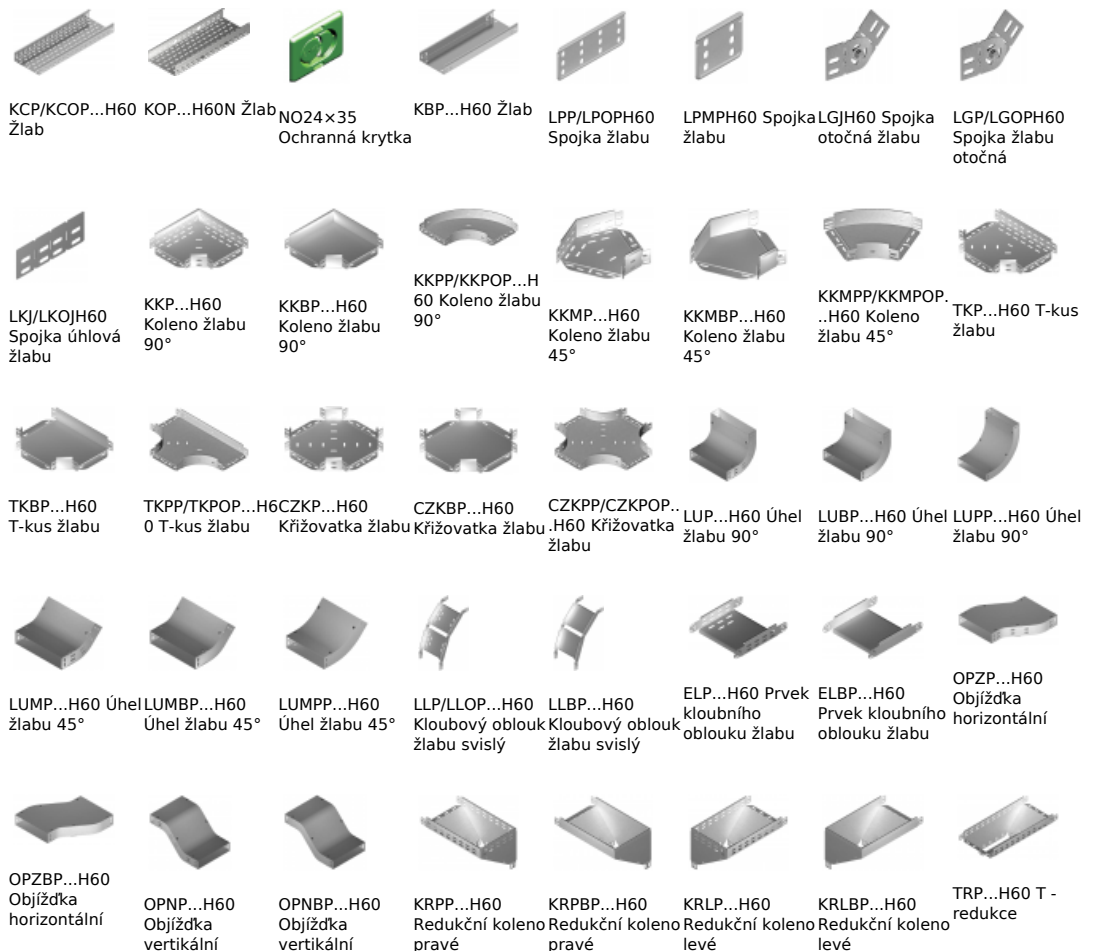 KCP/KCOP...H60
Žlab
KOP...H60N Žlab
NO24×35
Ochranná krytka
KBP...H60 Žlab
LPP/LPOPH60
Spojka žlabu
LPMPH60 Spojka
žlabu
LGJH60 Spojka
otočná žlabu
LGP/LGOPH60
Spojka žlabu
otočná
LKJ/LKOJH60
Spojka úhlová
žlabu
KKP...H60
Koleno žlabu
90°
KKBP...H60
Koleno žlabu
90°
KKPP/KKPOP...H
60 Koleno žlabu
90°
KKMP...H60
Koleno žlabu
45°
KKMBP...H60
Koleno žlabu
45°
KKMPP/KKMPOP.
..H60 Koleno
žlabu 45°
TKP...H60 T-kus
žlabu
TKBP...H60
T-kus žlabu
TKPP/TKPOP...H6
0 T-kus žlabu
CZKP...H60
Křižovatka žlabu
CZKBP...H60
Křižovatka žlabu
CZKPP/CZKPOP..
.H60 Křižovatka
žlabu
LUP...H60 Úhel
žlabu 90°
LUBP...H60 Úhel
žlabu 90°
LUPP...H60 Úhel
žlabu 90°
LUMP...H60 Úhel
žlabu 45°
LUMBP...H60
Úhel žlabu 45°
LUMPP...H60
Úhel žlabu 45°
LLP/LLOP...H60
Kloubový oblouk
žlabu svislý
LLBP...H60
Kloubový oblouk
žlabu svislý
ELP...H60 Prvek
kloubního
oblouku žlabu
ELBP...H60
Prvek kloubního
oblouku žlabu
OPZP...H60
Objížďka
horizontální
OPZBP...H60
Objížďka
horizontální
OPNP...H60
Objížďka
vertikální
OPNBP...H60
Objížďka
vertikální
KRPP...H60
Redukční koleno
pravé
KRPBP...H60
Redukční koleno
pravé
KRLP...H60
Redukční koleno
levé
KRLBP...H60
Redukční koleno
levé
TRP...H60 T -
redukce